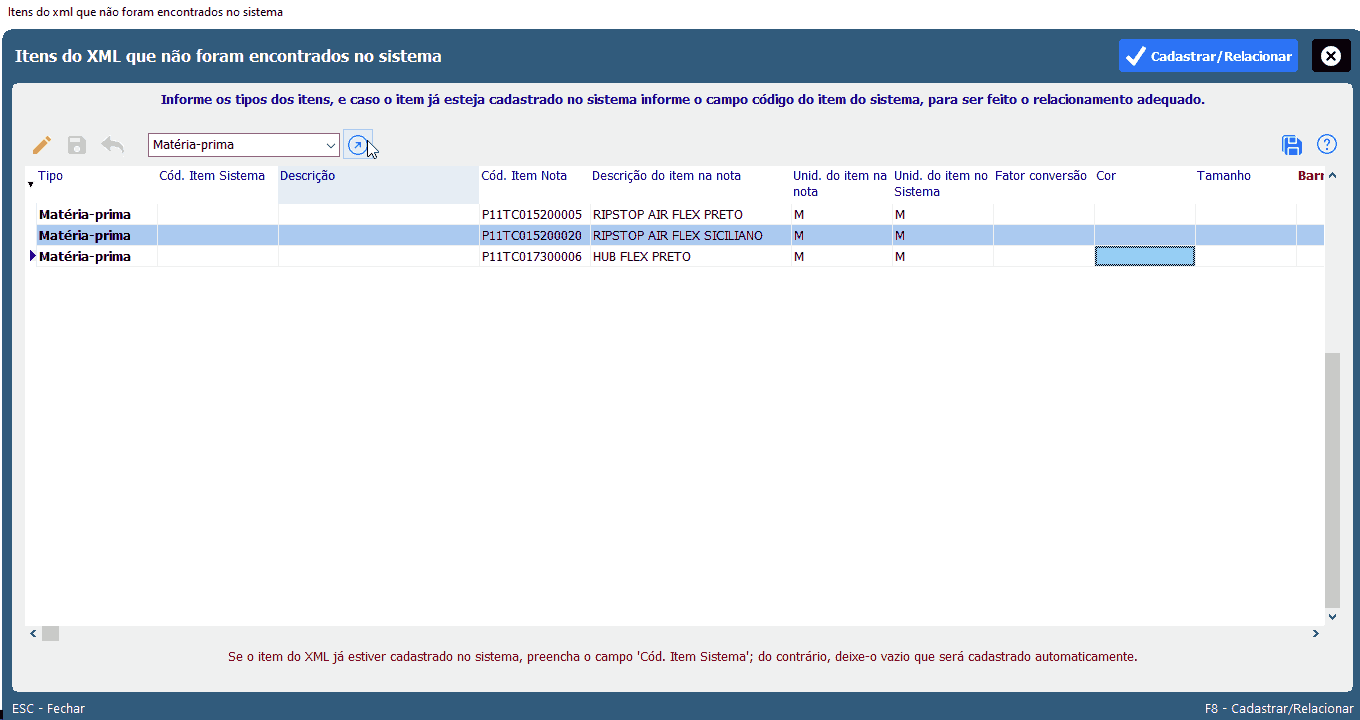 Itens do xml que não foram encontrados no sistema
Itens do XML que não foram encontrados no sistema
Cadastrar/Relacionar
Informe os tipos dos itens, e caso o item já esteja cadastrado no sistema informe o campo código do item do sistema, para ser feito o relacionamento adequado.
Matéria-prima
Tipo Cód. Item Sistema Descrição Cód. Item Nota Descrição do item na nota Unid. do item na nota Unid. do item no Sistema Fator conversão Cor Tamanho Barr
Matéria-prima P11TC015200005 RIPSTOP AIR FLEX PRETO M M
Matéria-prima P11TC015200020 RIPSTOP AIR FLEX SICILIANO M M
Matéria-prima P11TC017300006 HUB FLEX PRETO M M
Se o item do XML já estiver cadastrado no sistema, preencha o campo 'Cód. Item Sistema'; do contrário, deixe-o vazio que será cadastrado automaticamente.
ESC - Fechar F8 - Cadastrar/Relacionar